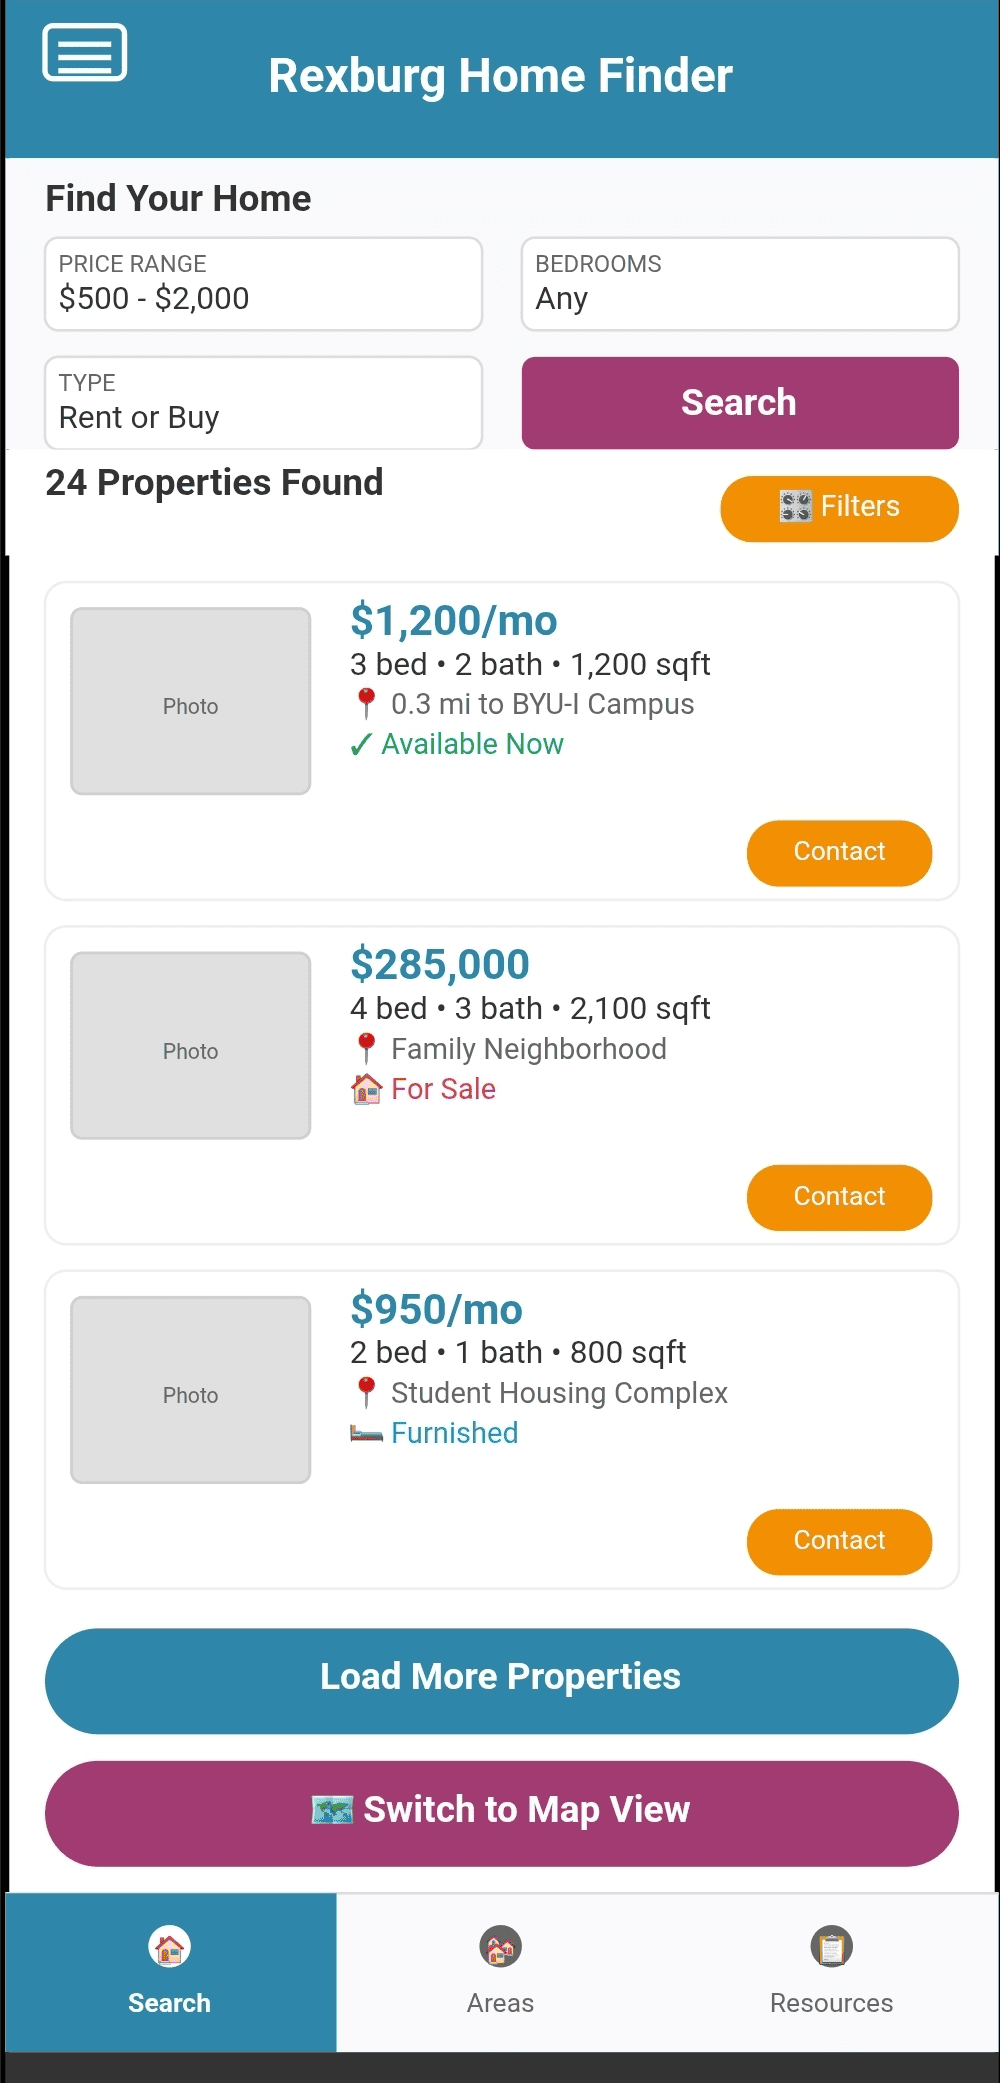 Rexburg Home Finder
Find Your Home
PRICE RANGE
$500 - $2,000
BEDROOMS
Any
TYPE
Rent or Buy
Search
24 Properties Found
🎛️ Filters
Photo
$1,200/mo
3 bed • 2 bath • 1,200 sqft
📍 0.3 mi to BYU-I Campus
✓ Available Now
Contact
Photo
$285,000
4 bed • 3 bath • 2,100 sqft
📍 Family Neighborhood
🏠 For Sale
Contact
Photo
$950/mo
2 bed • 1 bath • 800 sqft
📍 Student Housing Complex
🛏️ Furnished
Contact
Load More Properties
🗺️ Switch to Map View
Search
Areas
Resources